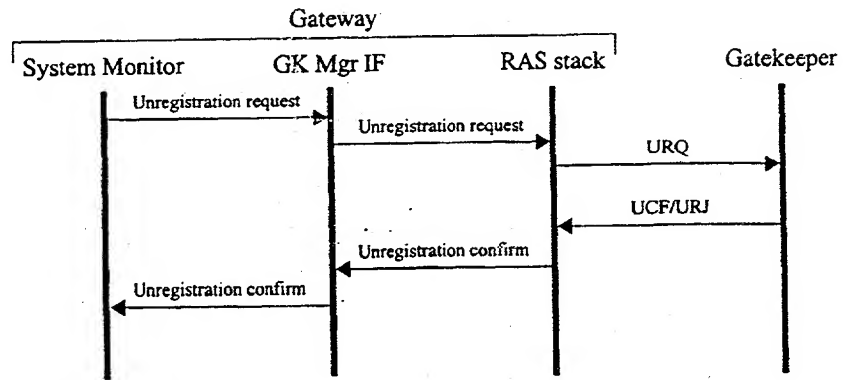 Gateway
System Monitor
GK Mgr IF
RAS stack
Gatekeeper
Unregistration request
Unregistration request
URQ
UCF/URJ
Unregistration confirm
Unregistration confirm